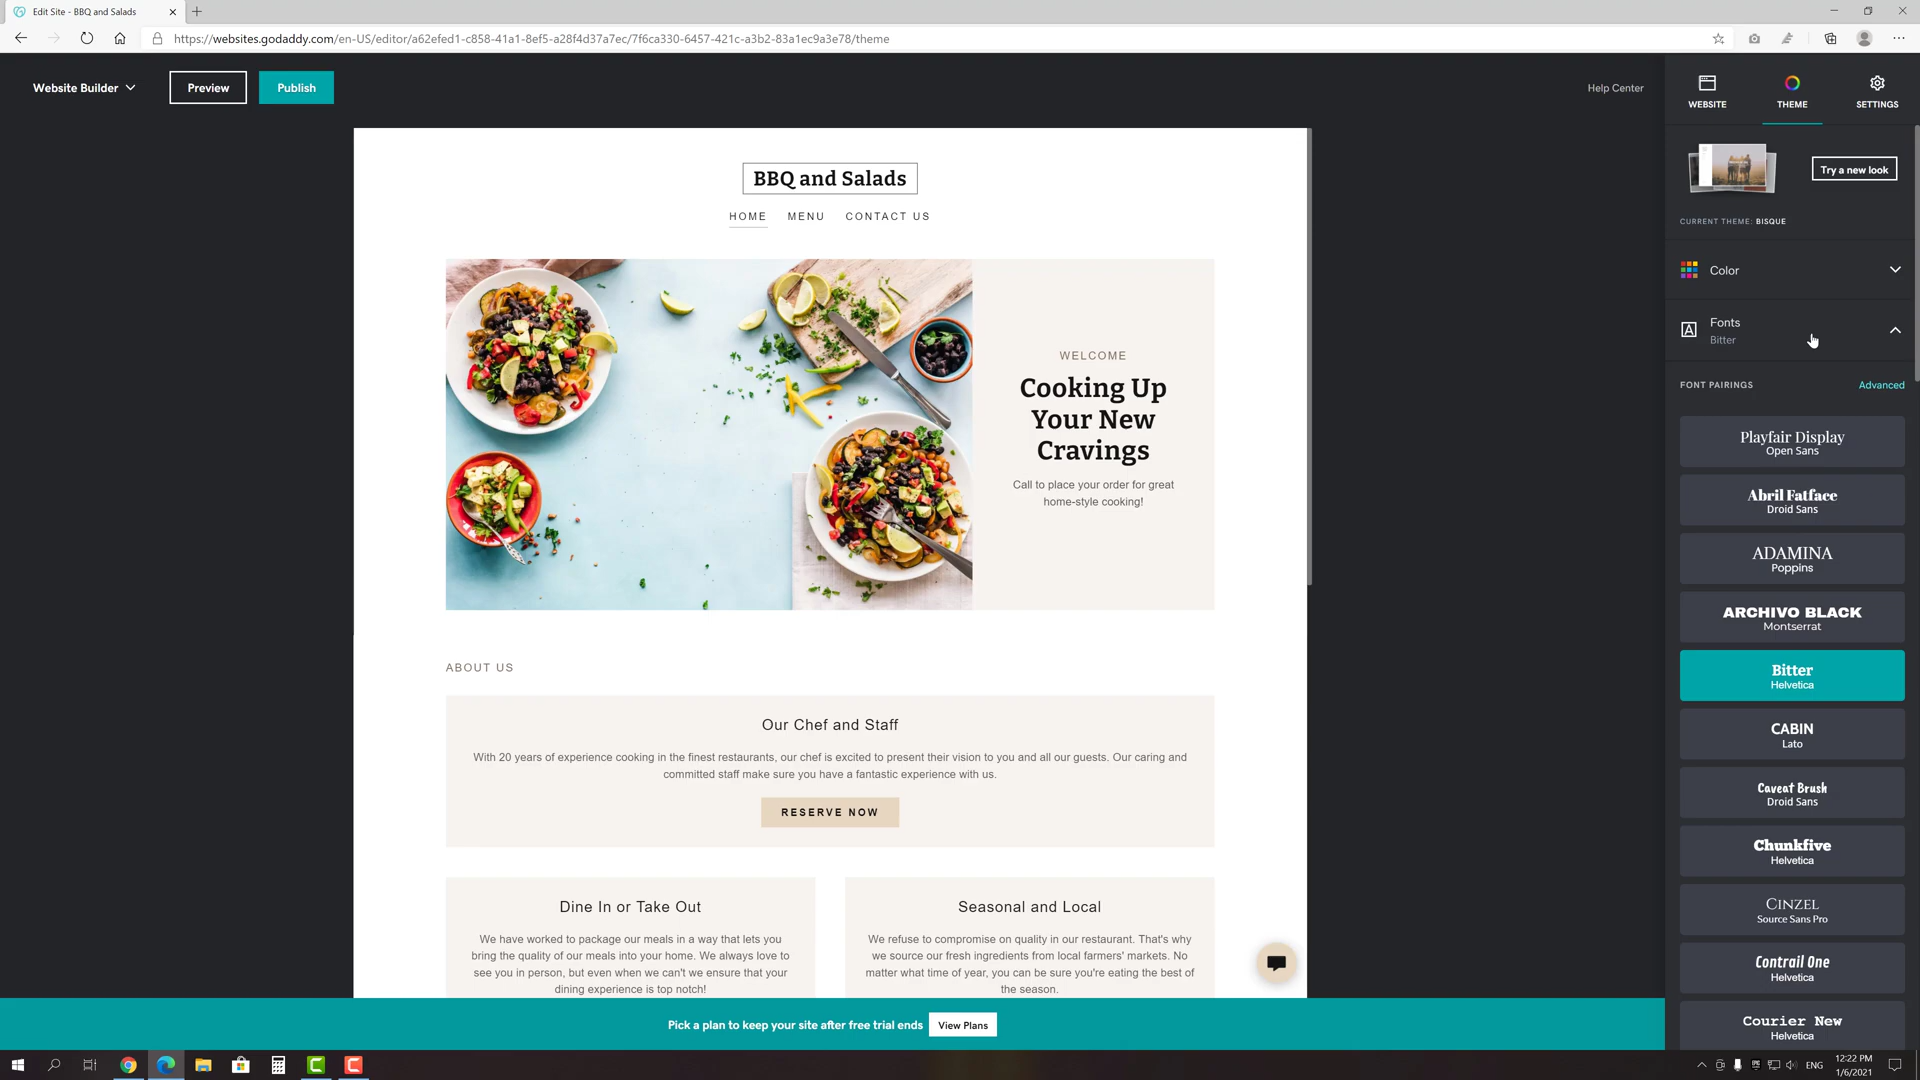 Edit Site - BBQ and Salads
https://websites.godaddy.com/en-US/editor/a62efed1-c858-41a1-8ef5-a28f4d37a7ec/7f6ca330-6457-421c-a3b2-83a1ec9a3e78/theme
Website Builder
Preview
Publish
Help Center
WEBSITE
THEME
SETTINGS
BBQ and Salads
HOME MENU CONTACT US
WELCOME
Cooking Up
Your New
Cravings
Call to place your order for great
home-style cooking!
ABOUT US
Our Chef and Staff
With 20 years of experience cooking in the finest restaurants, our chef is excited to present their vision to you and all our guests. Our caring and
committed staff make sure you have a fantastic experience with us.
RESERVE NOW
Dine In or Take Out
We have worked to package our meals in a way that lets you
bring the quality of our meals into your home. We always love to
see you in person, but even when we can't we ensure that your
dining experience is top notch!
Seasonal and Local
We refuse to compromise on quality in our restaurant. That's why
we source our fresh ingredients from local farmers' markets. No
matter what time of year, you can be sure you're eating the best of
the season.
Try a new look
CURRENT THEME: BISQUE
Color
Fonts
Bitter
FONT PAIRINGS
Advanced
Playfair Display
Open Sans
Abril Fatface
Droid Sans
ADAMINA
Poppins
ARCHIVO BLACK
Montserrat
Bitter
Helvetica
CABIN
Lato
Caveat Brush
Droid Sans
Chunkfive
Helvetica
CINZEL
Source Sans Pro
Contrail One
Helvetica
Courier New
Helvetica
Pick a plan to keep your site after free trial ends
View Plans
ENG
12:22 PM
1/6/2021